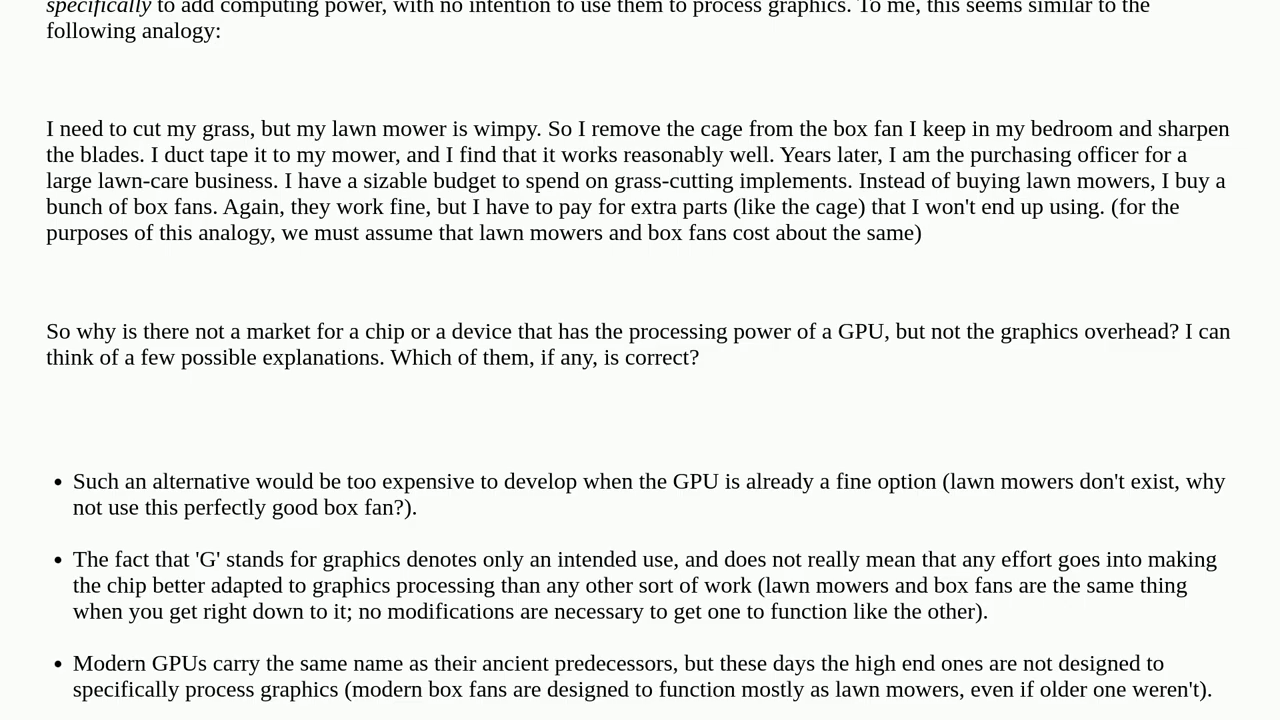 specifically to add computing power, with no intention to use them to process graphics. To me, this seems similar to the
following analogy:
I need to cut my grass, but my lawn mower is wimpy. So I remove the cage from the box fan I keep in my bedroom and sharpen
the blades. I duct tape it to my mower, and I find that it works reasonably well. Years later, I am the purchasing officer for a
large lawn-care business. I have a sizable budget to spend on grass-cutting implements. Instead of buying lawn mowers, I buy a
bunch of box fans. Again, they work fine, but I have to pay for extra parts (like the cage) that I won't end up using. (for the
purposes of this analogy, we must assume that lawn mowers and box fans cost about the same)
So why is there not a market for a chip or a device that has the processing power of a GPU, but not the graphics overhead? I can
think of a few possible explanations. Which of them, if any, is correct?
• Such an alternative would be too expensive to develop when the GPU is already a fine option (lawn mowers don't exist, why
not use this perfectly good box fan?).
• The fact that 'G' stands for graphics denotes only an intended use, and does not really mean that any effort goes into making
the chip better adapted to graphics processing than any other sort of work (lawn mowers and box fans are the same thing
when you get right down to it; no modifications are necessary to get one to function like the other).
• Modern GPUs carry the same name as their ancient predecessors, but these days the high end ones are not designed to
specifically process graphics (modern box fans are designed to function mostly as lawn mowers, even if older one weren't).